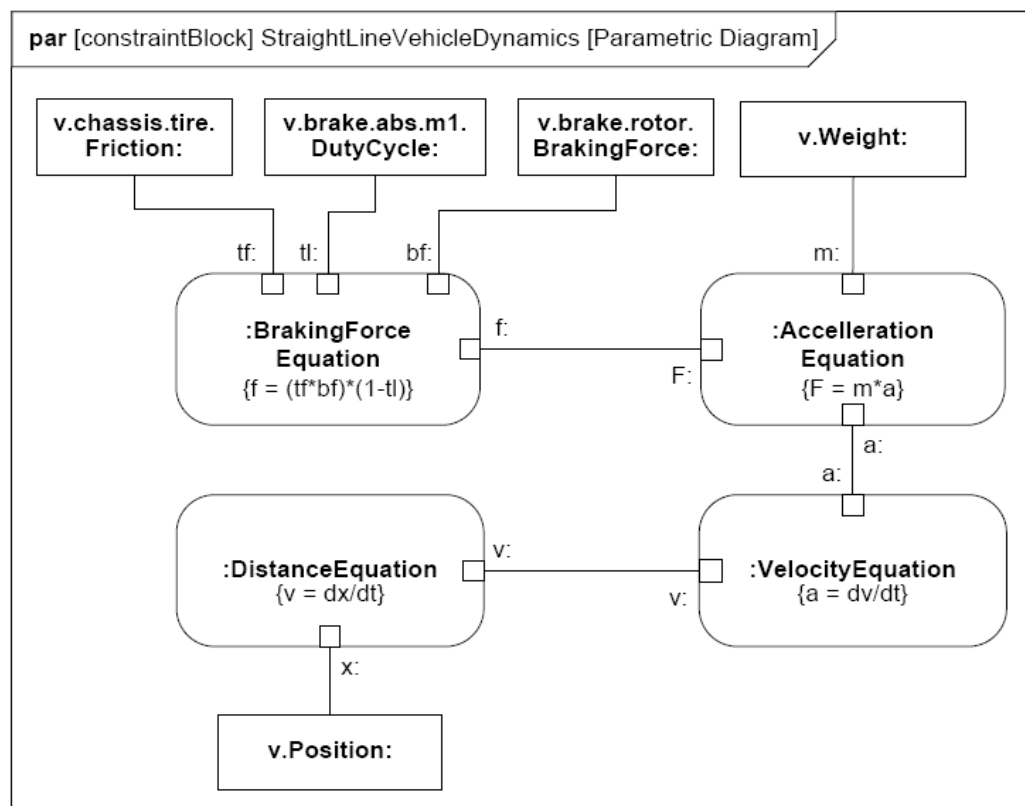 par [constraintBlock] StraightLineVehicleDynamics [Parametric Diagram]
v.chassis.tire.
Friction:
v.brake.abs.m1.
DutyCycle:
v.brake.rotor.
BrakingForce:
v.Weight:
tf:
tl:
bf:
m:
:BrakingForce
Equation
{f = (tf*bf)*(1-tl)}
f:
F:
:Accelleration
Equation
{F = m*a}
a:
a:
:DistanceEquation
{v = dx/dt}
v:
v:
:VelocityEquation
{a = dv/dt}
x:
v.Position: